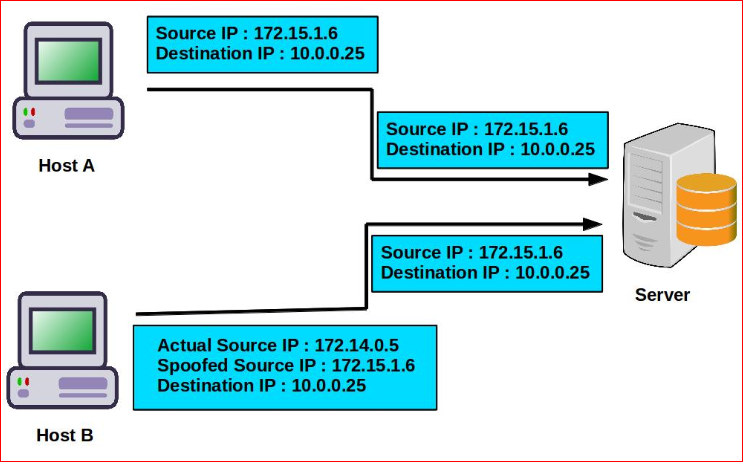 Source IP : 172.15.1.6
Destination IP : 10.0.0.25
Host A
Source IP : 172.15.1.6
Destination IP : 10.0.0.25
Source IP : 172.15.1.6
Destination IP : 10.0.0.25
Server
Actual Source IP : 172.14.0.5
Spoofed Source IP : 172.15.1.6
Destination IP : 10.0.0.25
Host B